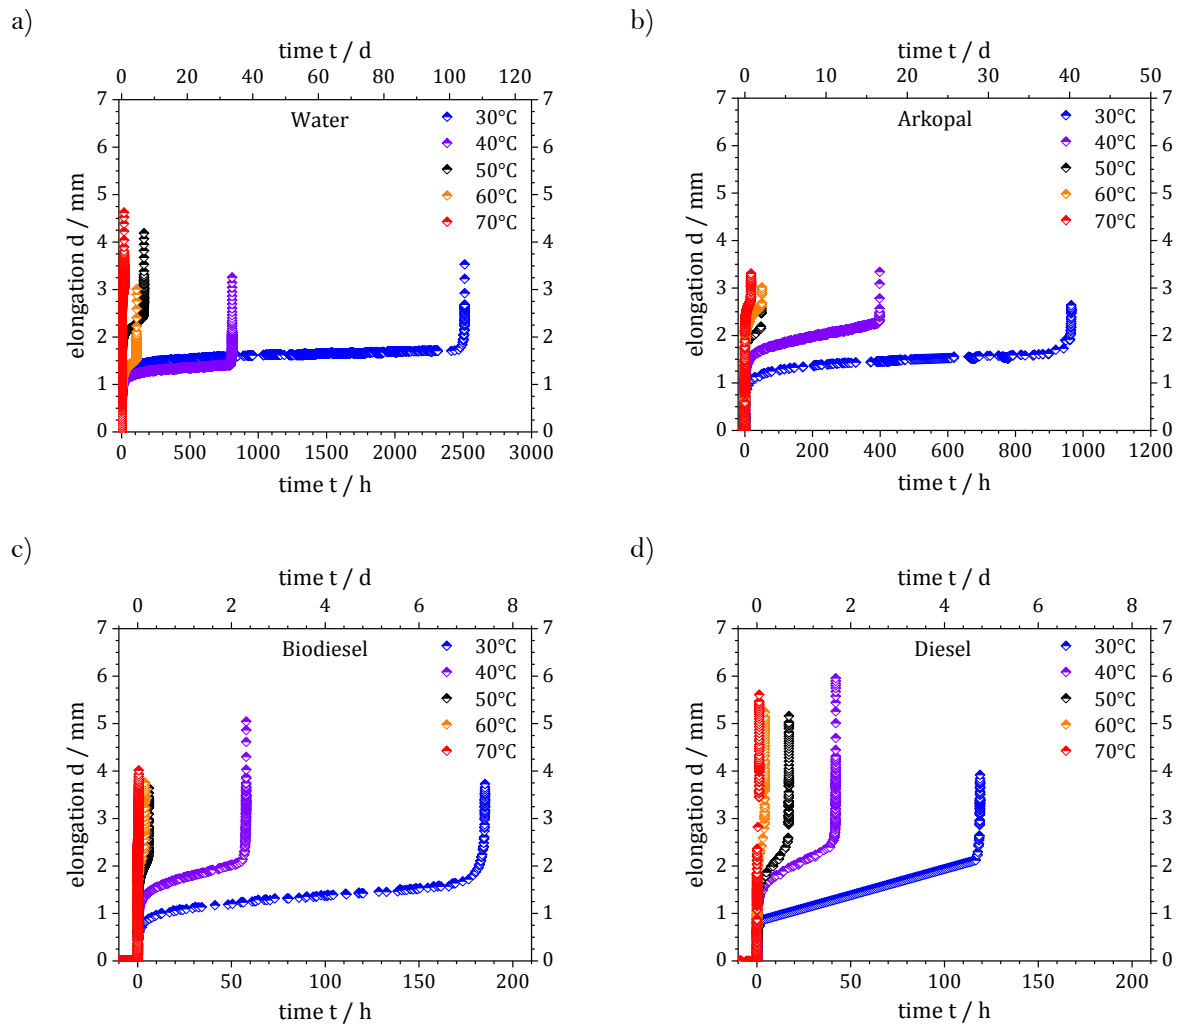 a)
time t / d
0 20 40 60 80 100 120
Water
30°C
40°C
50°C
60°C
70°C
elongation d / mm
7
6
5
4
3
2
1
0
7
6
5
4
3
2
1
0
0 500 1000 1500 2000 2500 3000
time t / h
b)
time t / d
0 10 20 30 40 50
Arkopal
30°C
40°C
50°C
60°C
70°C
elongation d / mm
7
6
5
4
3
2
1
0
7
6
5
4
3
2
1
0
0 200 400 600 800 1000 1200
time t / h
c)
time t / d
0 2 4 6 8
Biodiesel
30°C
40°C
50°C
60°C
70°C
elongation d / mm
7
6
5
4
3
2
1
0
7
6
5
4
3
2
1
0
0 50 100 150 200
time t / h
d)
time t / d
0 2 4 6 8
Diesel
30°C
40°C
50°C
60°C
70°C
elongation d / mm
7
6
5
4
3
2
1
0
7
6
5
4
3
2
1
0
0 50 100 150 200
time t / h